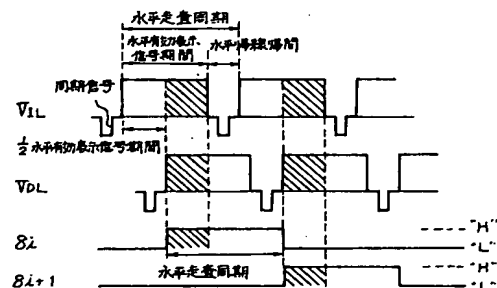 水平走査周期
水平有効表示
信号期間
水平帰線期間
同期信号
VIL
1/2 水平有効表示信号期間
VDL
8i
"H"
"L"
水平走査周期
8i+1
"H"
"L"